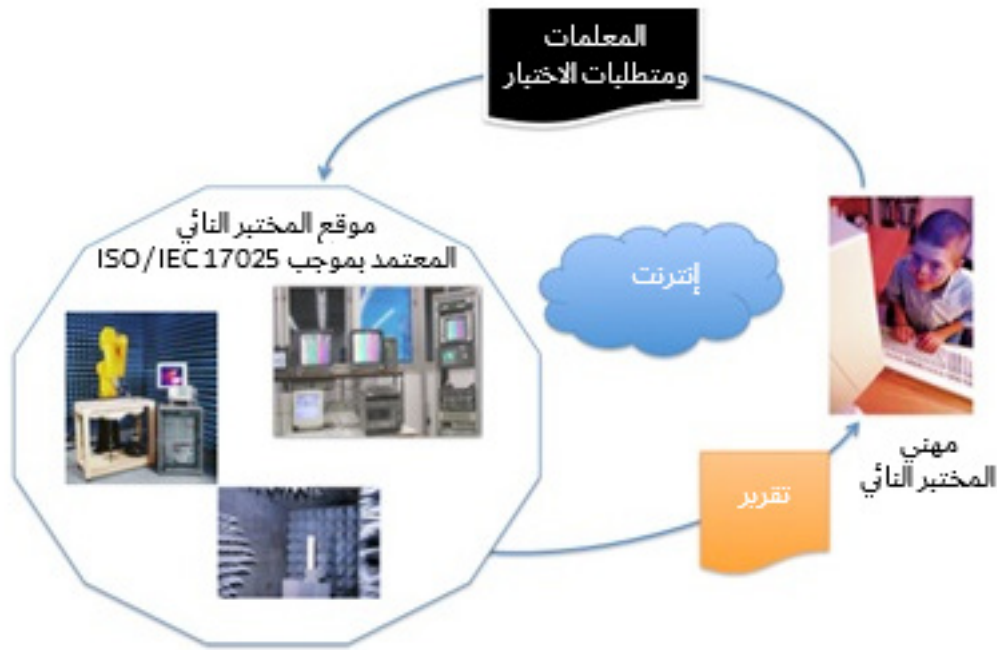 المعلمات
ومتطلبات الاختبار
موقع المختبر النائي
المعتمد بموجب ISO / IEC 17025
إنترنت
تقرير
مهني
المختبر النائي